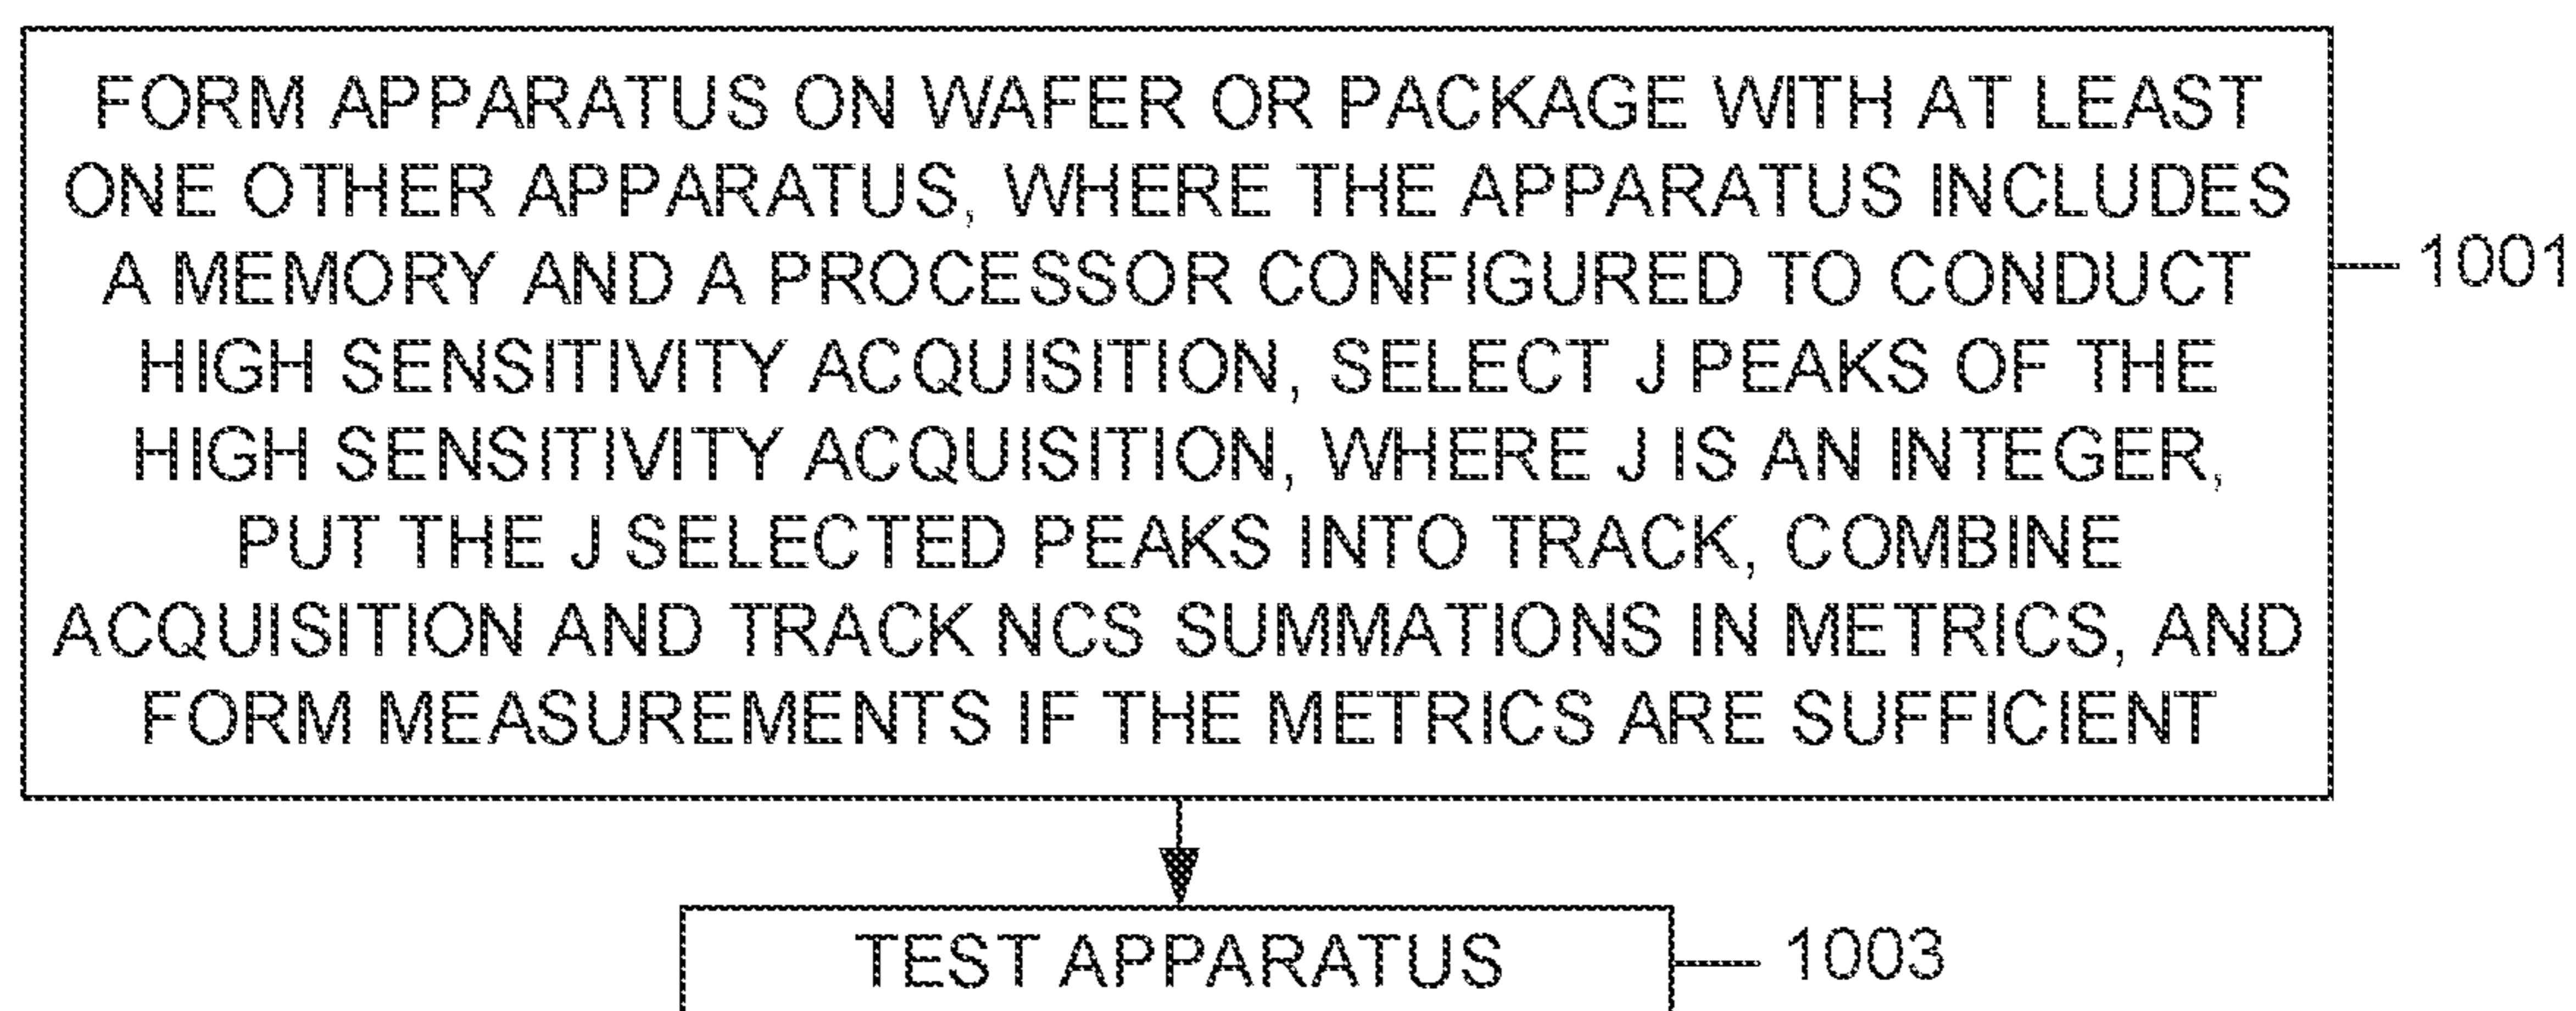 FORM APPARATUS ON WAFER OR PACKAGE WITH AT LEAST
ONE OTHER APPARATUS, WHERE THE APPARATUS INCLUDES
A MEMORY AND A PROCESSOR CONFIGURED TO CONDUCT
HIGH SENSITIVITY ACQUISITION, SELECT J PEAKS OF THE
HIGH SENSITIVITY ACQUISITION, WHERE J IS AN INTEGER,
PUT THE J SELECTED PEAKS INTO TRACK, COMBINE
ACQUISITION AND TRACK NCS SUMMATIONS IN METRICS, AND
FORM MEASUREMENTS IF THE METRICS ARE SUFFICIENT
1001
TEST APPARATUS
1003